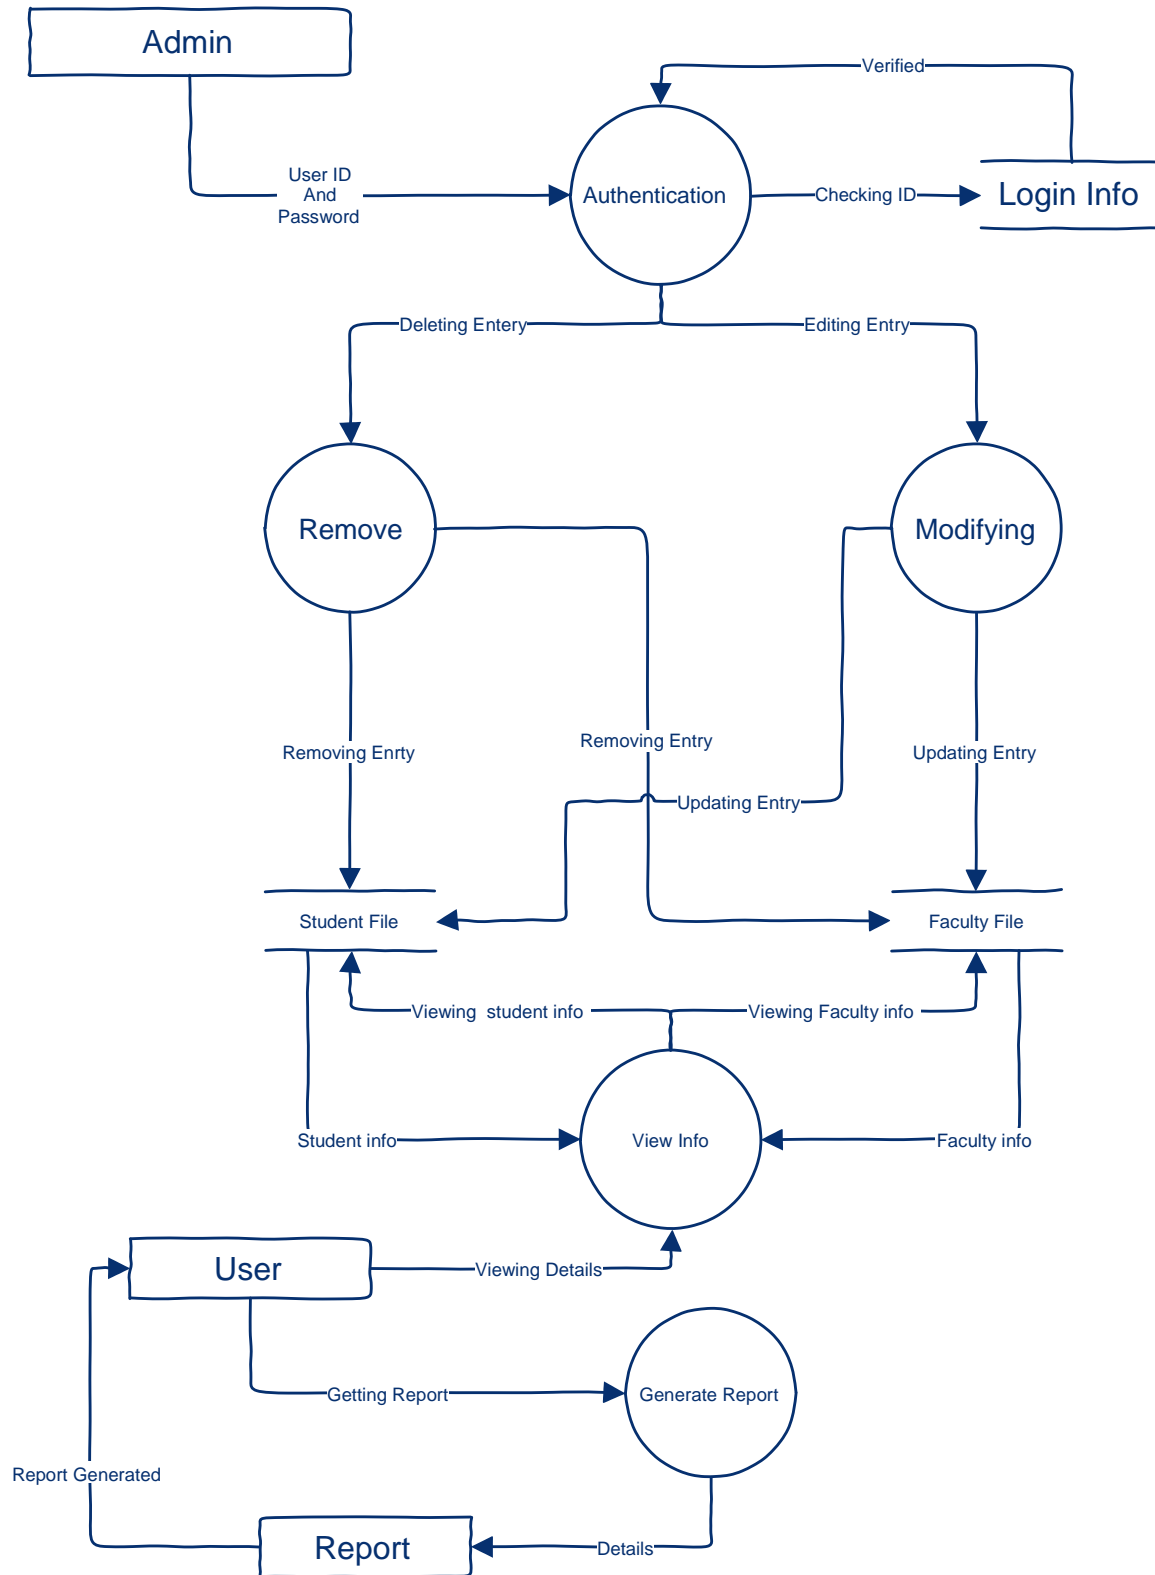 Admin
Verified
User ID
And
Password
Authentication
Checking ID
Login Info
Deleting Entery
Editing Entry
Remove
Modifying
Removing Enrty
Removing Entry
Updating Entry
Updating Entry
Student File
Faculty File
Viewing  student info
Viewing Faculty info
Student info
View Info
Faculty info
User
Viewing Details
Getting Report
Generate Report
Report Generated
Report
Details